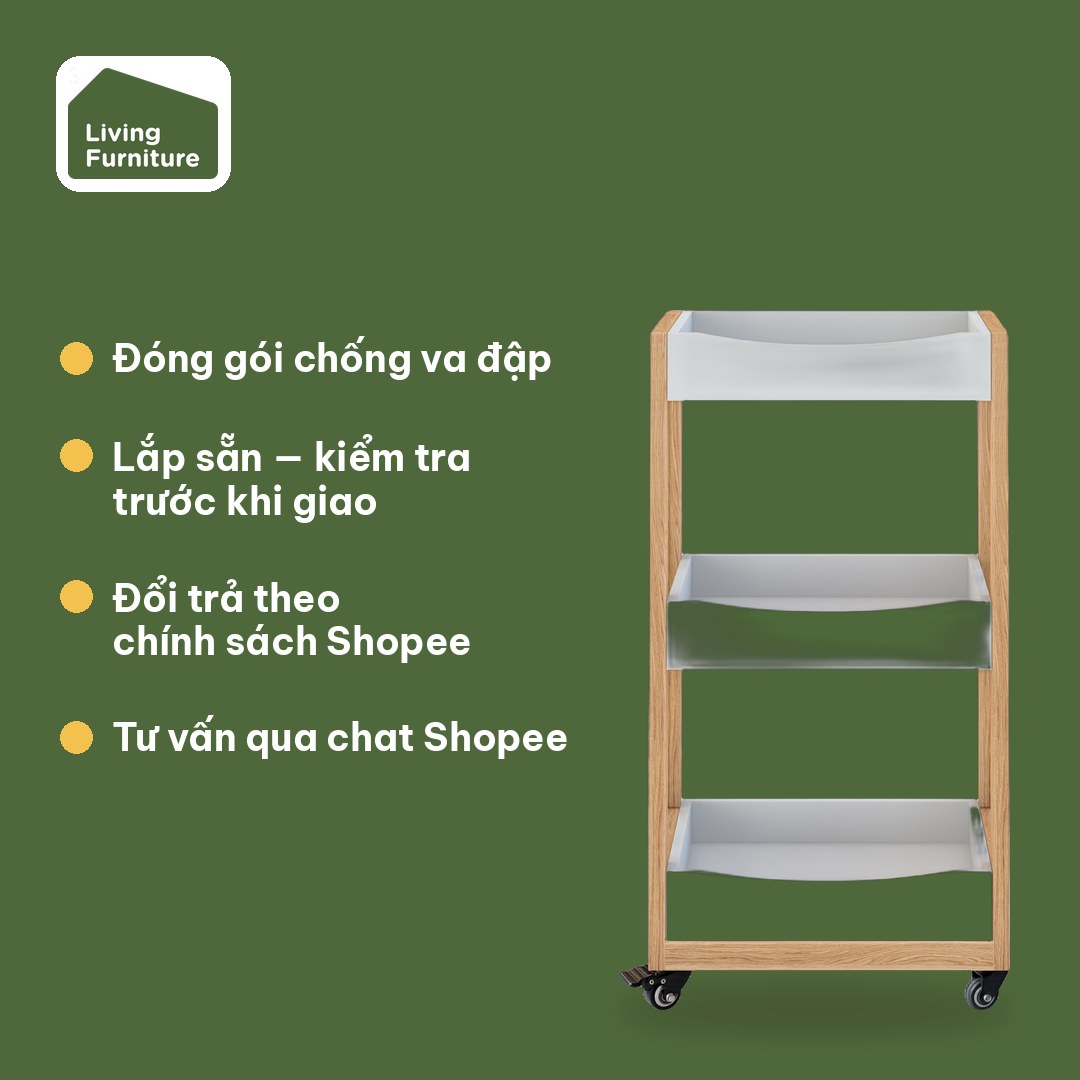 Living
Furniture
Đóng gói chống va đập
Lắp sẵn — kiểm tra
trước khi giao
Đổi trả theo
chính sách Shopee
Tư vấn qua chat Shopee